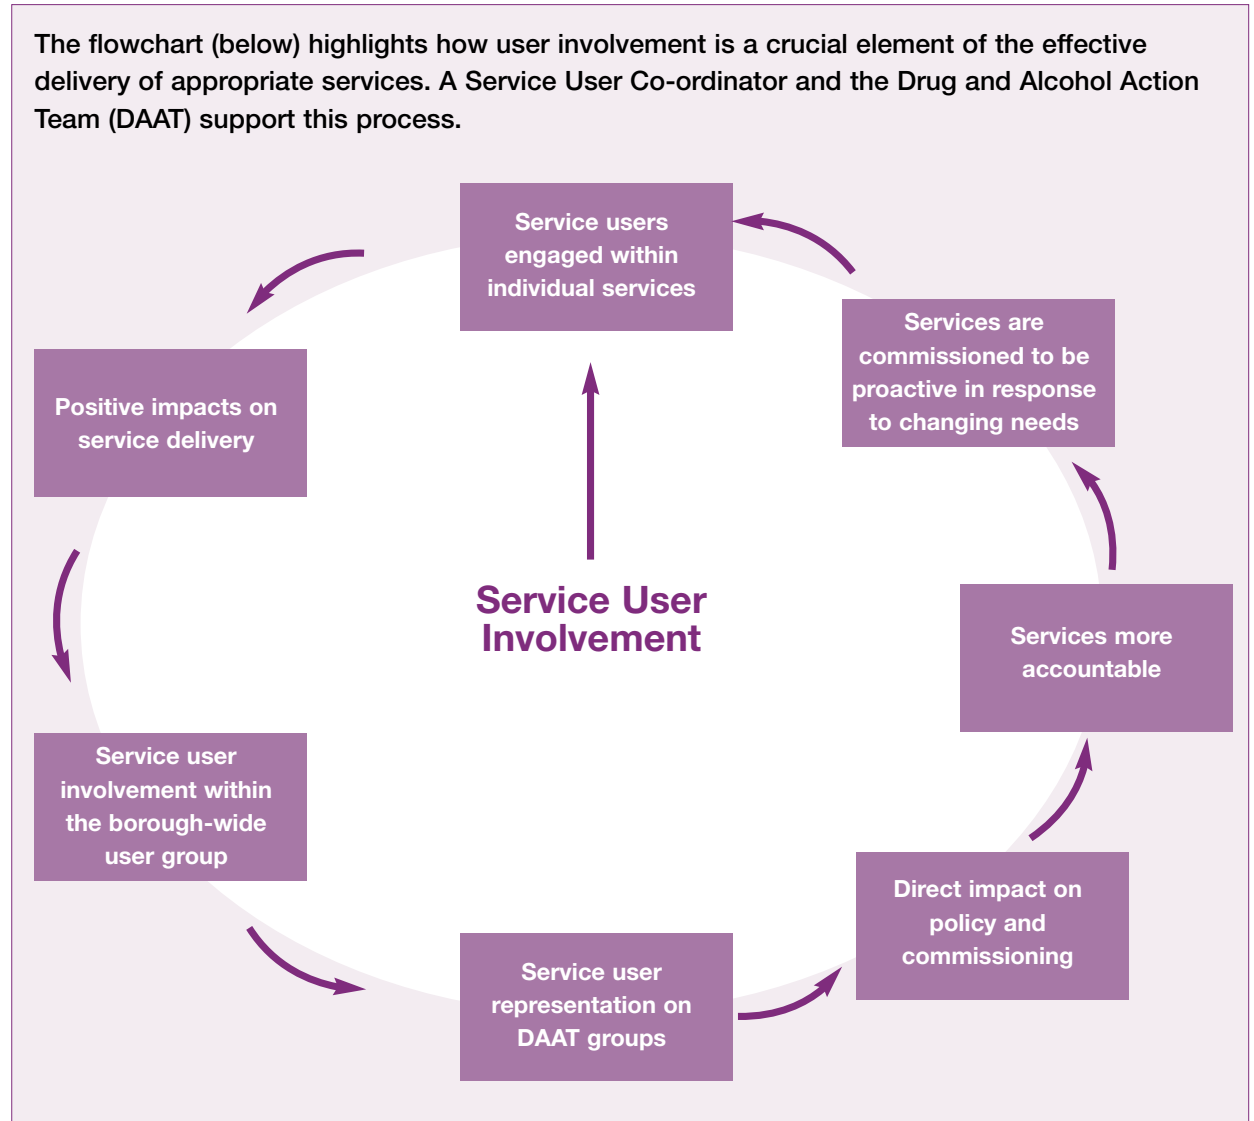 The flowchart (below) highlights how user involvement is a crucial element of the effective
delivery of appropriate services. A Service User Co-ordinator and the Drug and Alcohol Action
Team (DAAT) support this process.
Service users
engaged within
individual services
Positive impacts on
service delivery
Service user
involvement within
the borough-wide
user group
Service user
representation on
DAAT groups
Direct impact on
policy and
commissioning
Services more
accountable
Services are
commissioned to be
proactive in response
to changing needs
Service User
Involvement